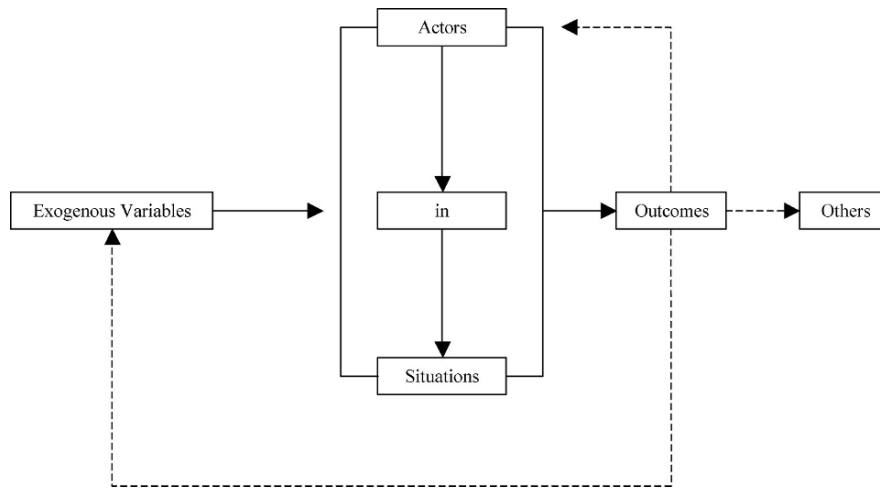 Actors
Exogenous Variables
in
Outcomes
Others
Situations